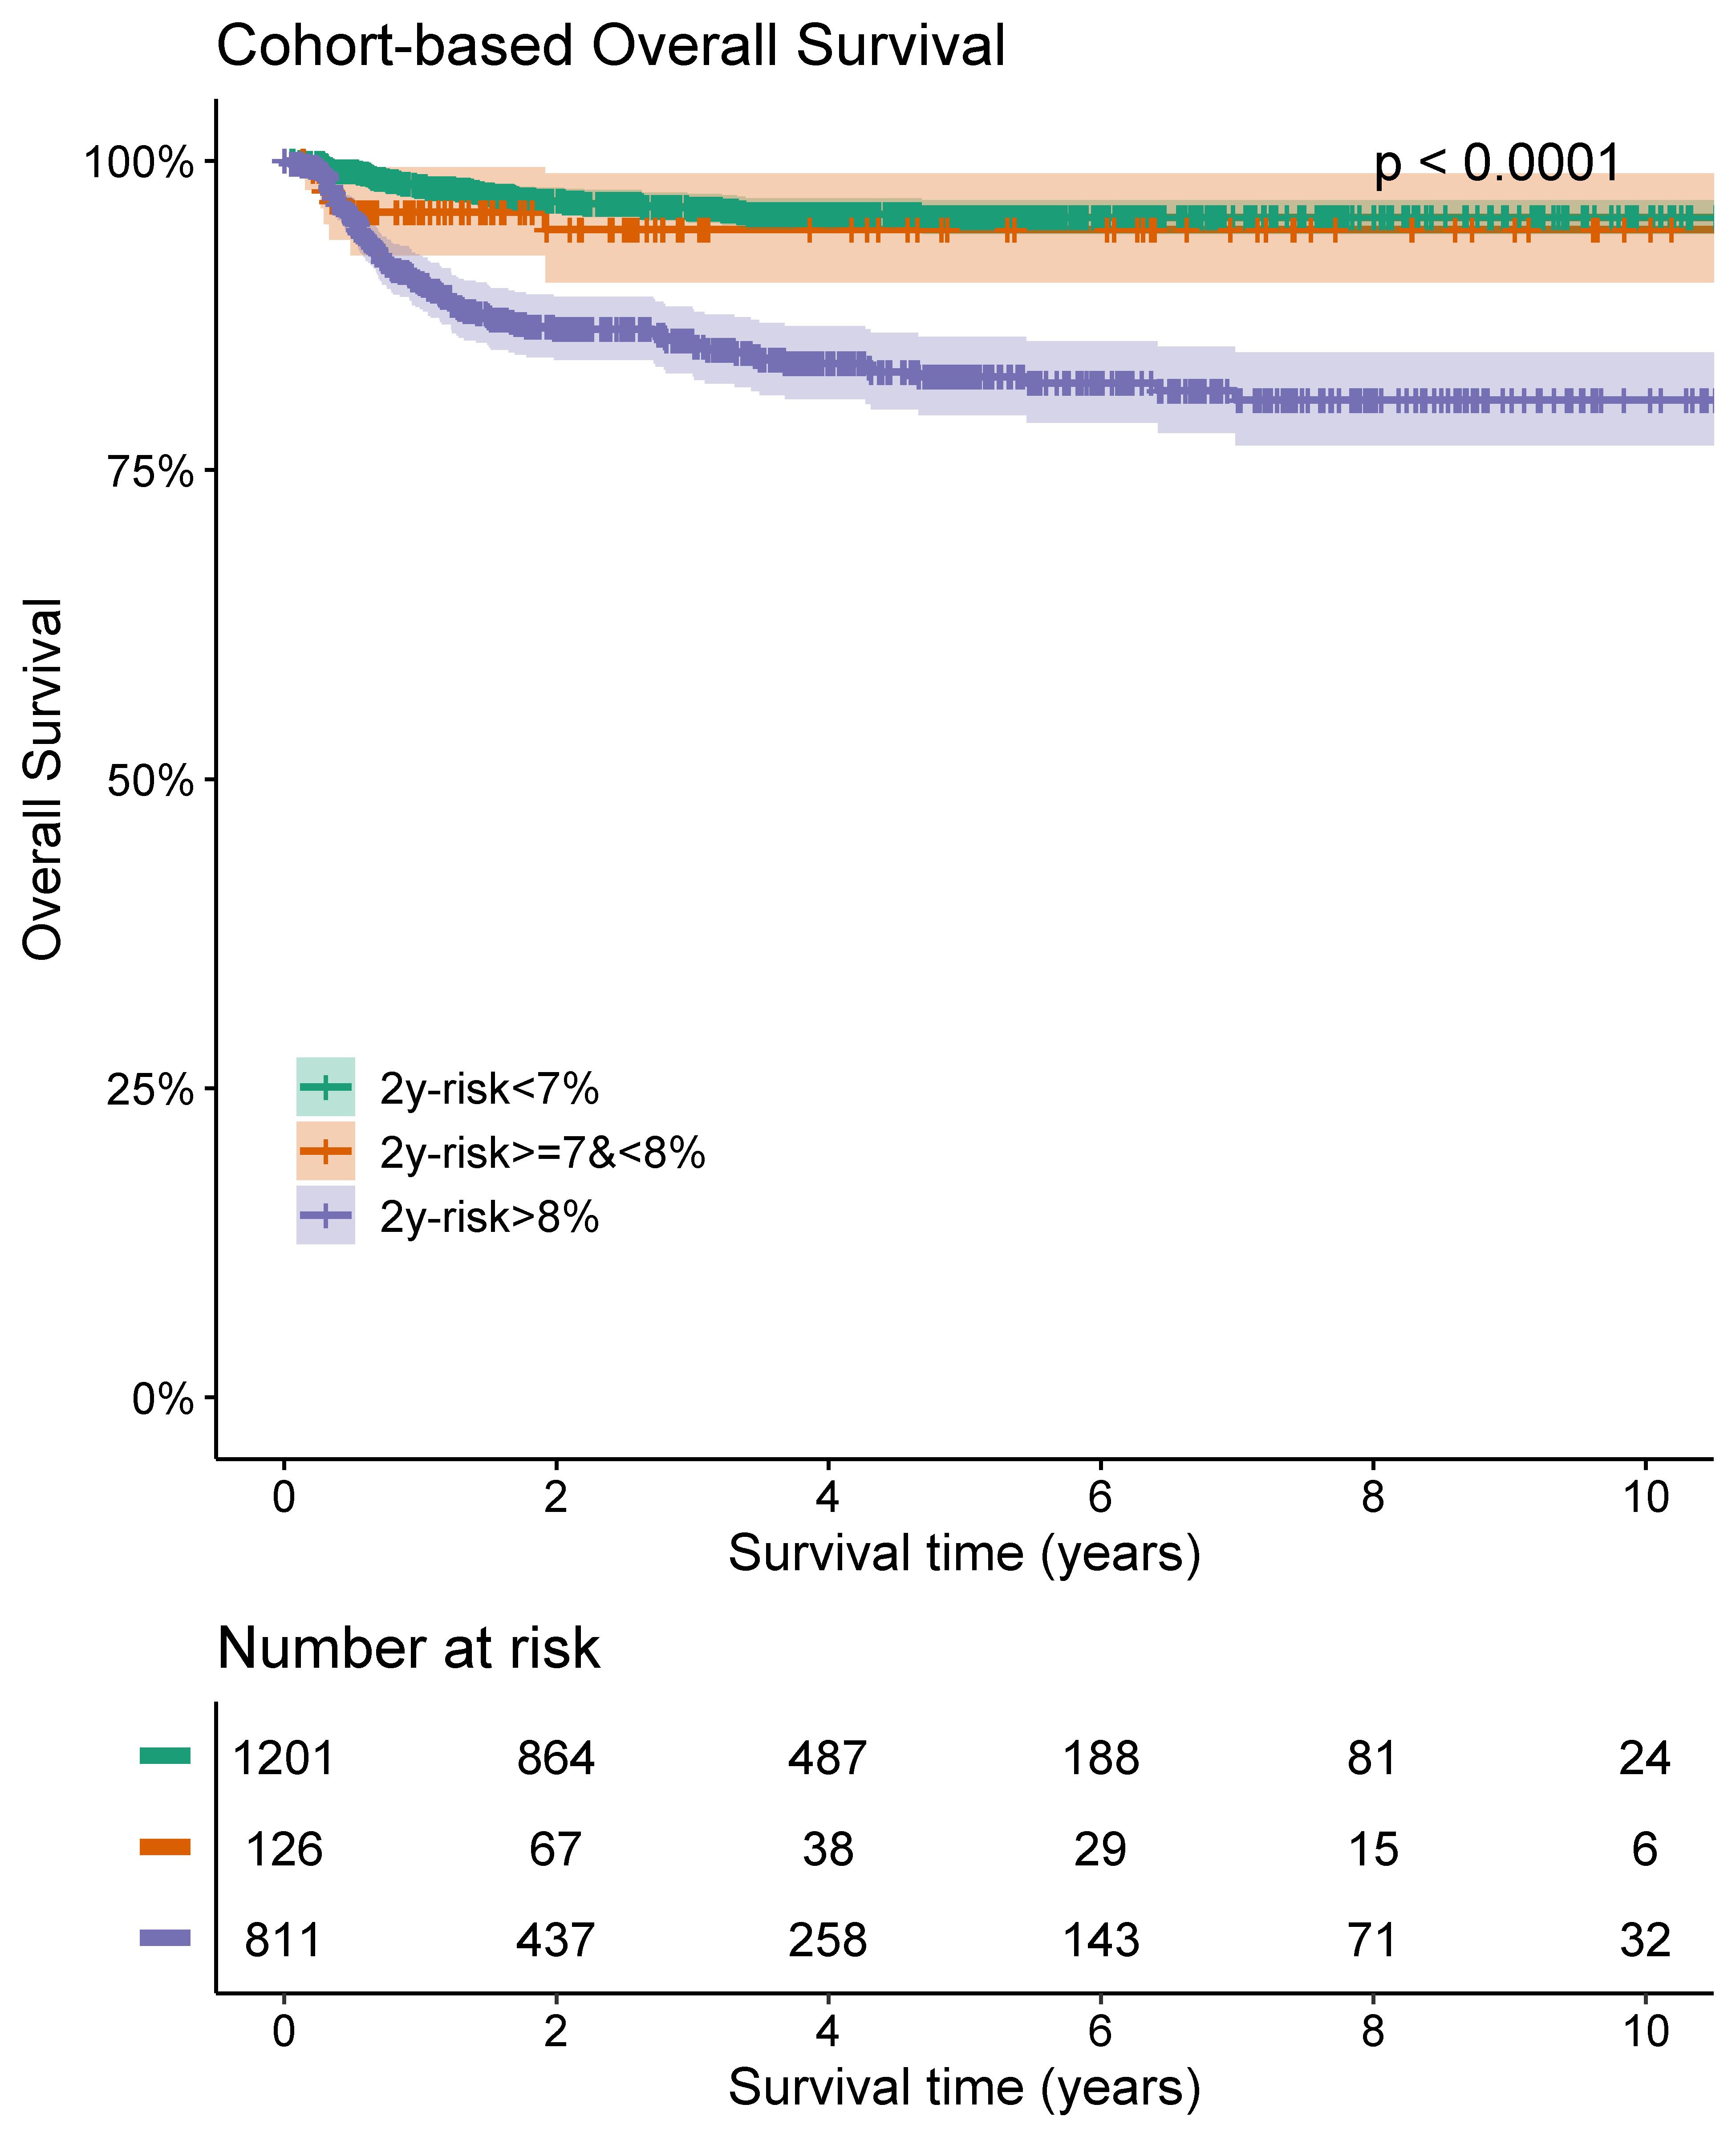 Cohort-based Overall Survival
p < 0.0001
100%
75%
50%
25%
0%
Overall Survival
2y-risk<7%
2y-risk>=7&<8%
2y-risk>8%
0 2 4 6 8 10
Survival time (years)
Number at risk
1201 864 487 188 81 24
126 67 38 29 15 6
811 437 258 143 71 32
0 2 4 6 8 10
Survival time (years)